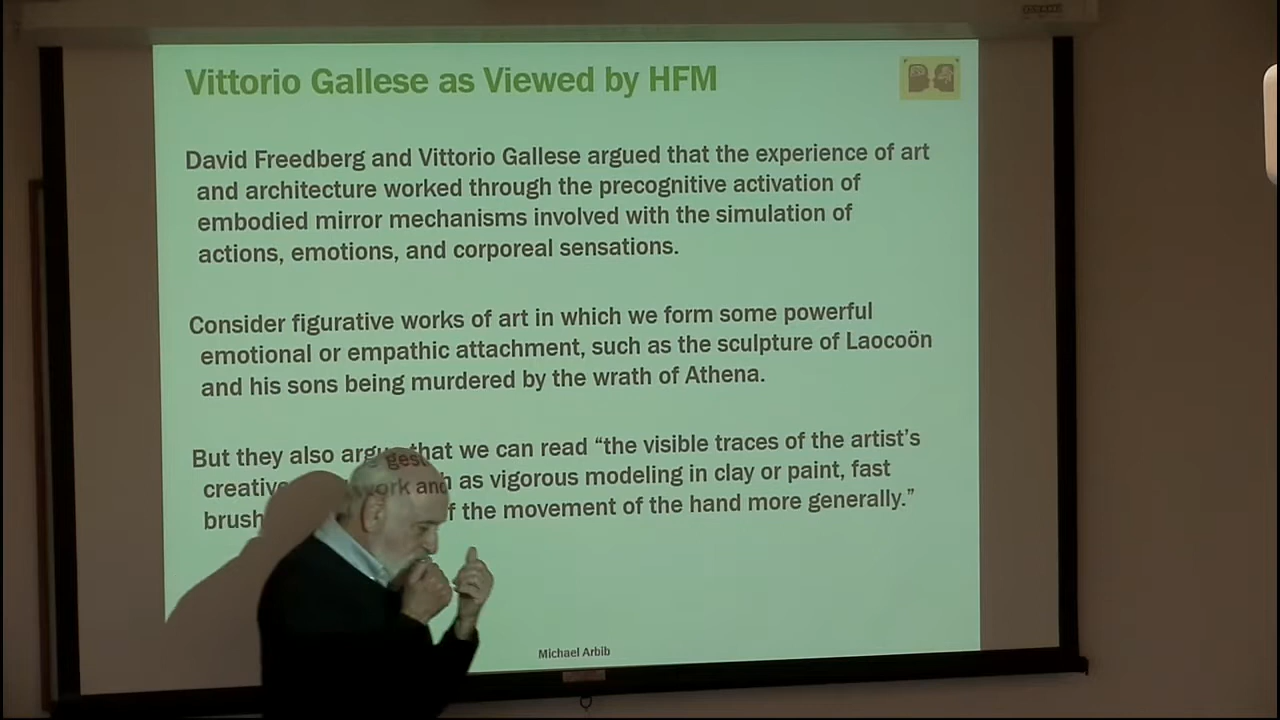 Vittorio Gallese as Viewed by HFM
David Freedberg and Vittorio Gallese argued that the experience of art
and architecture worked through the precognitive activation of
embodied mirror mechanisms involved with the simulation of
actions, emotions, and corporeal sensations.
Consider figurative works of art in which we form some powerful
emotional or empathic attachment, such as the sculpture of Laocoön
and his sons being murdered by the wrath of Athena.
But they also argue that we can read “the visible traces of the artist’s
creative gestures such as vigorous modeling in clay or paint, fast
brushwork and of the movement of the hand more generally.”
Michael Arbib